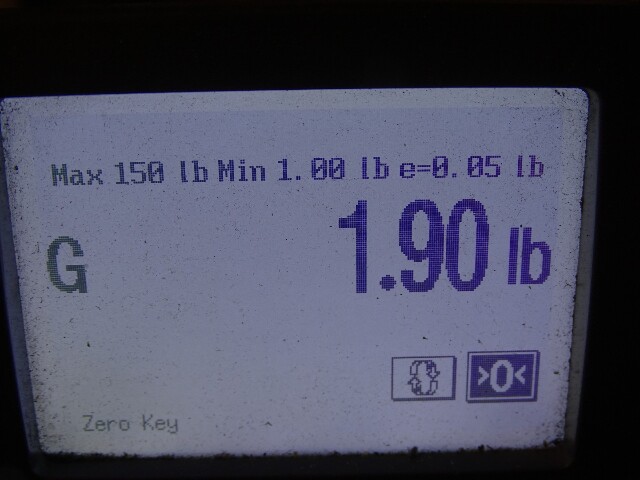 Max 150 lb Min 1.00 lb e=0.05 lb
G 1.90 lb
>0<
Zero Key